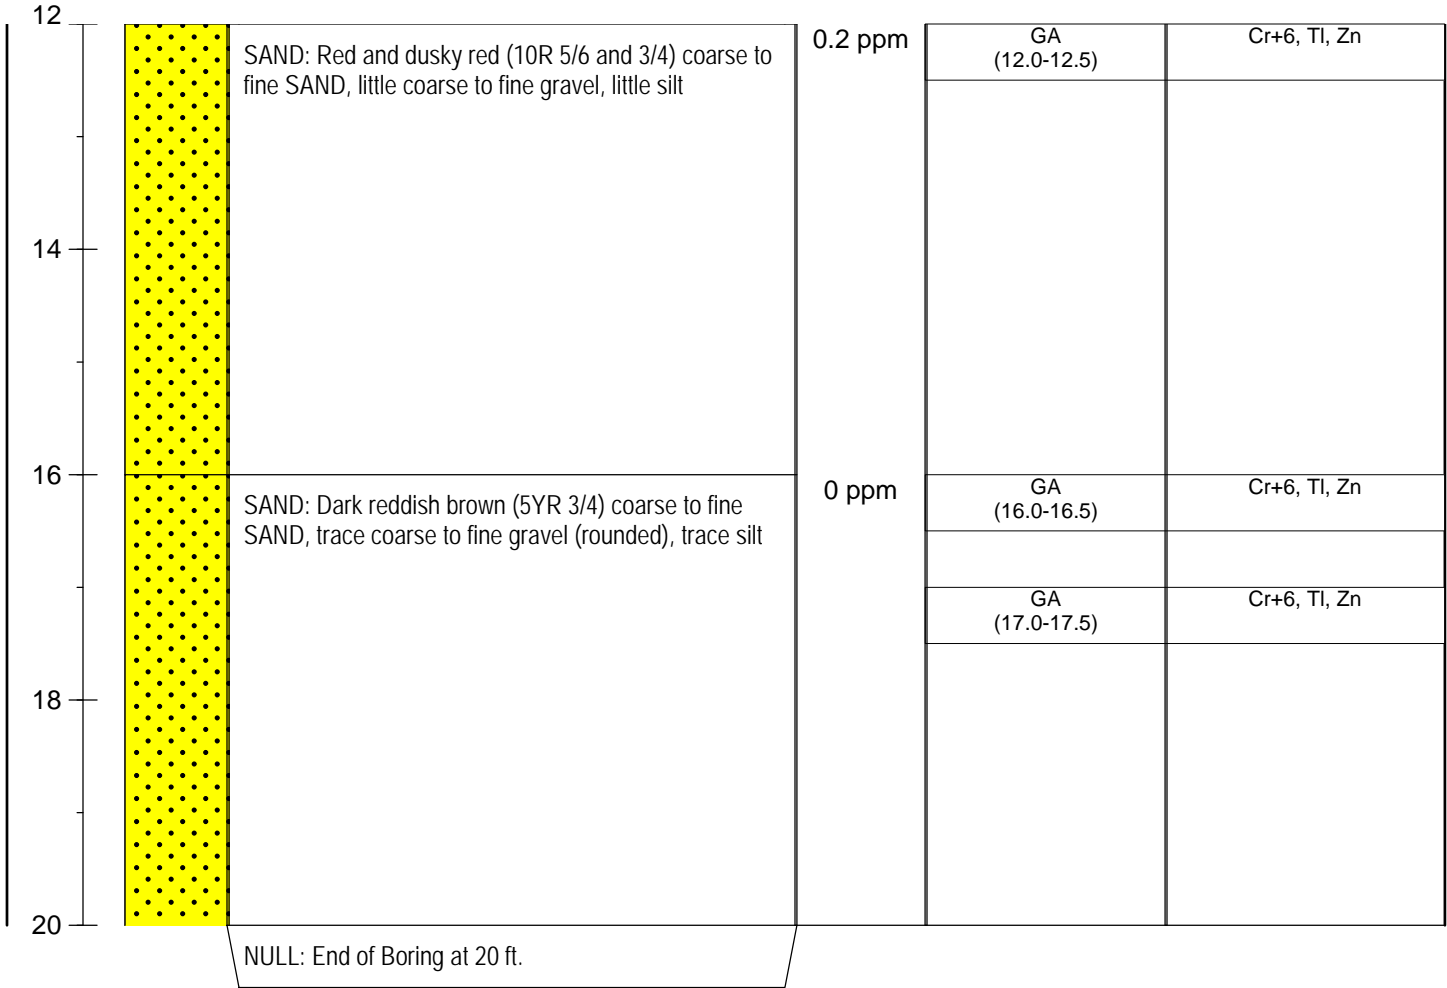 12
SAND: Red and dusky red (10R 5/6 and 3/4) coarse to
fine SAND, little coarse to fine gravel, little silt
0.2 ppm
GA
(12.0-12.5)
Cr+6, Tl, Zn
14
16
SAND: Dark reddish brown (5YR 3/4) coarse to fine
SAND, trace coarse to fine gravel (rounded), trace silt
0 ppm
GA
(16.0-16.5)
Cr+6, Tl, Zn
GA
(17.0-17.5)
Cr+6, Tl, Zn
18
20
NULL: End of Boring at 20 ft.